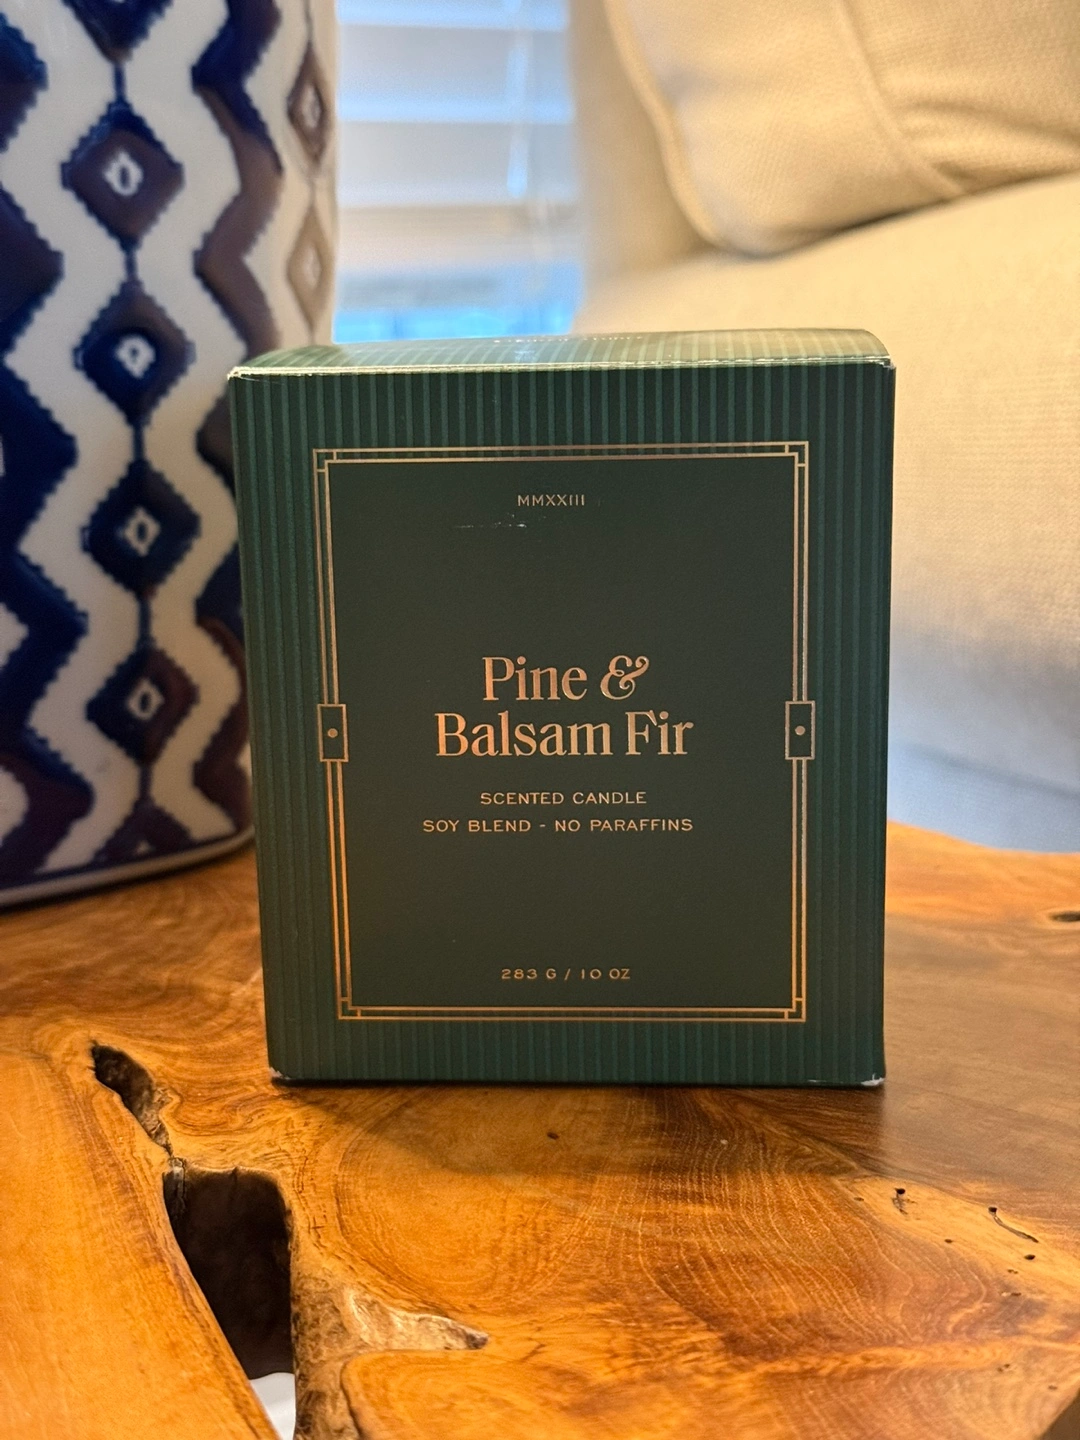 MMXXIII
Pine &
Balsam Fir
SCENTED CANDLE
SOY BLEND - NO PARAFFINS
283 G / 10 OZ